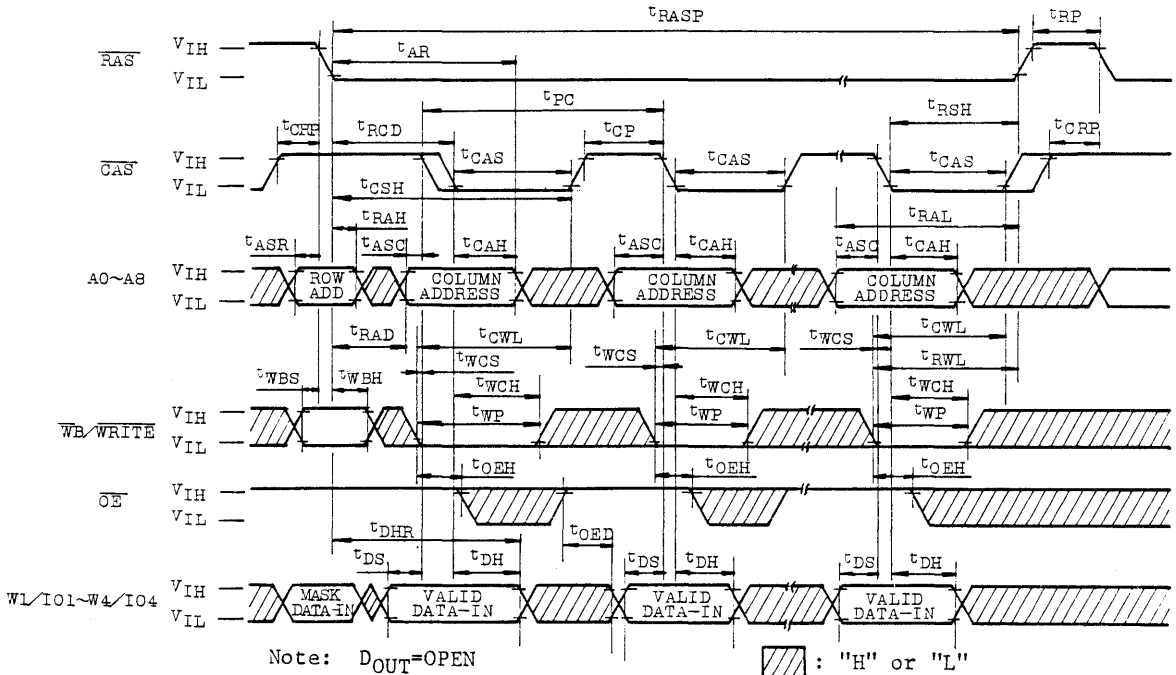 tRASP
tRP
RAS
VIH
VIL
tAR
tPC
tRSH
tCRP
tRCD
tCP
tCRP
CAS
VIH
VIL
tCAS
tCAS
tCAS
tCSH
tRAL
tRAH
tASR
tASC
tCAH
tASC
tCAH
tASC
tCAH
A0~A8
VIH
VIL
ROW ADD
COLUMN ADDRESS
COLUMN ADDRESS
COLUMN ADDRESS
tRAD
tCWL
tCWL
tCWL
tWCS
tWCS
tWCS
tRWL
tWBS
tWBH
tWCH
tWCH
tWCH
WB/WRITE
VIH
VIL
tWP
tWP
tWP
tOEH
tOEH
tOEH
OE
VIH
VIL
tDHR
tOED
tDS
tDH
tDS
tDH
tDS
tDH
W1/IO1~W4/IO4
VIH
VIL
MASK DATA-IN
VALID DATA-IN
VALID DATA-IN
VALID DATA-IN
Note: DOUT=OPEN
: "H" or "L"